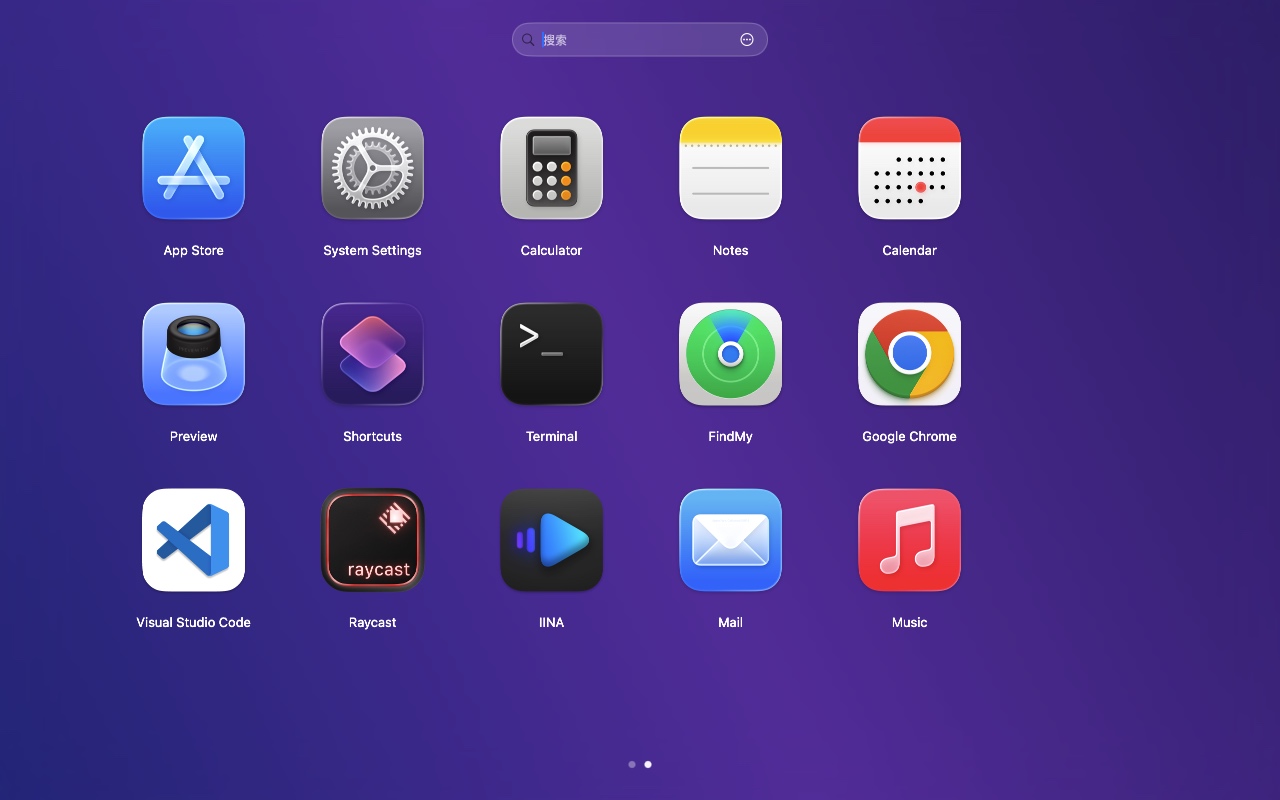 搜索
App Store
System Settings
Calculator
Notes
Calendar
Preview
Shortcuts
Terminal
FindMy
Google Chrome
raycast
Visual Studio Code
Raycast
IINA
Mail
Music